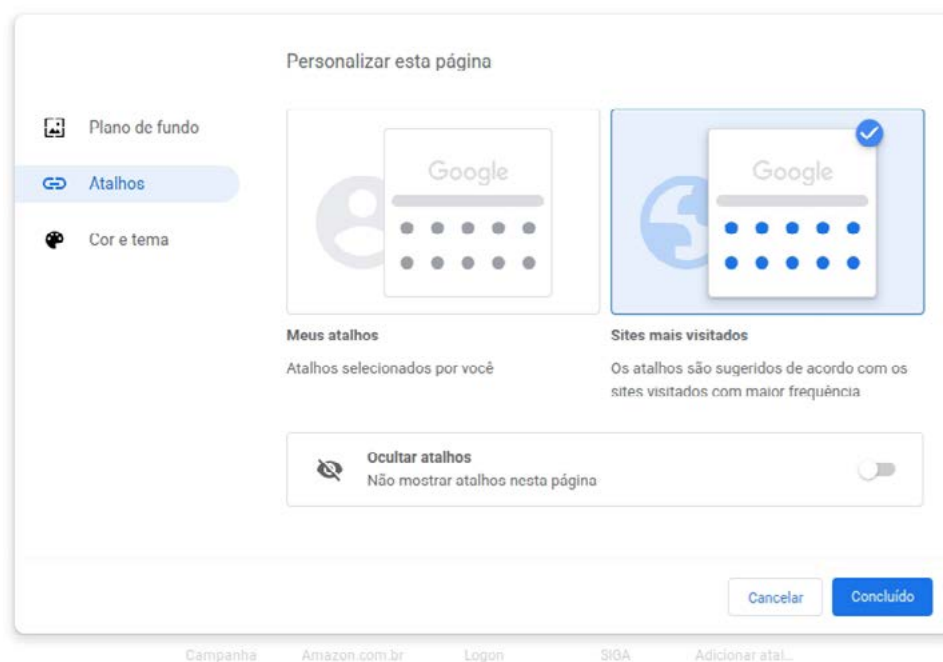 Personalizar esta página
Plano de fundo
Atalhos
Cor e tema
Google
Google
Meus atalhos
Atalhos selecionados por você
Sites mais visitados
Os atalhos são sugeridos de acordo com os
sites visitados com maior frequência
Ocultar atalhos
Não mostrar atalhos nesta página
Cancelar
Concluído
Campanha
Amazon.com.br
Logon
SIGA
Adicionar atal...